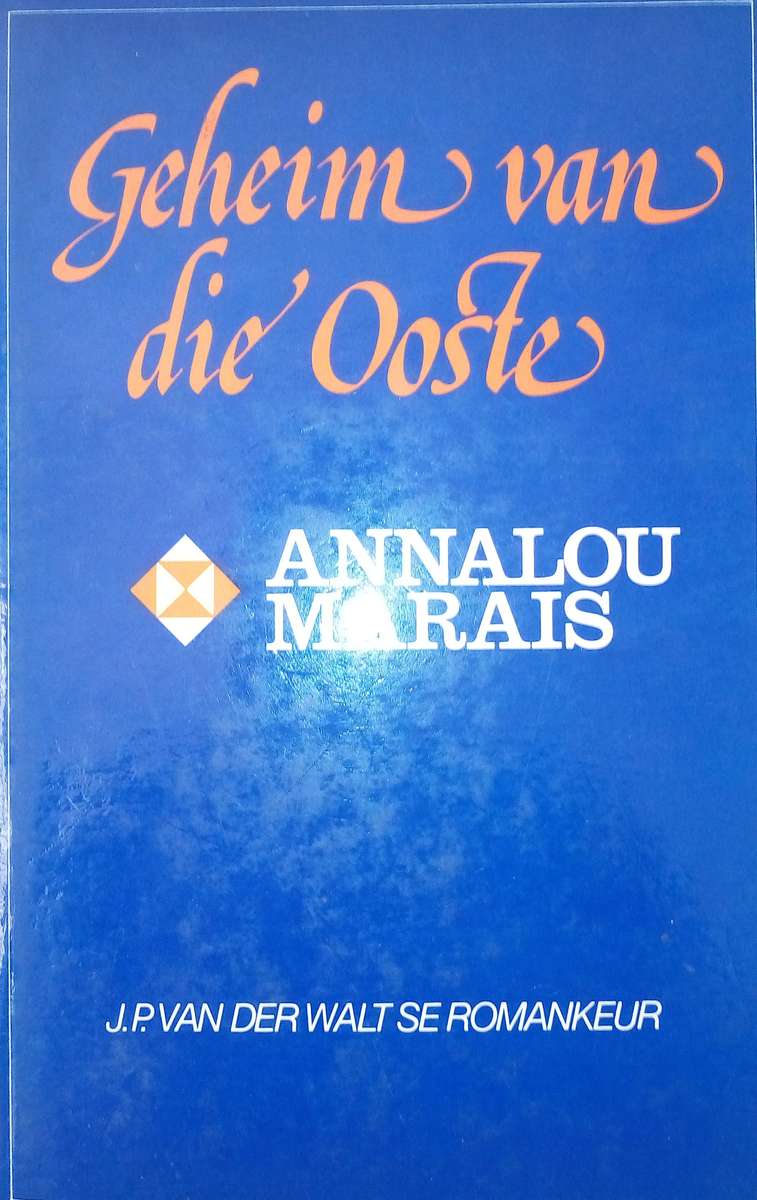 Geheim van
die Ooste
ANNALOU
MARAIS
J.P. VAN DER WALT SE ROMANKEUR